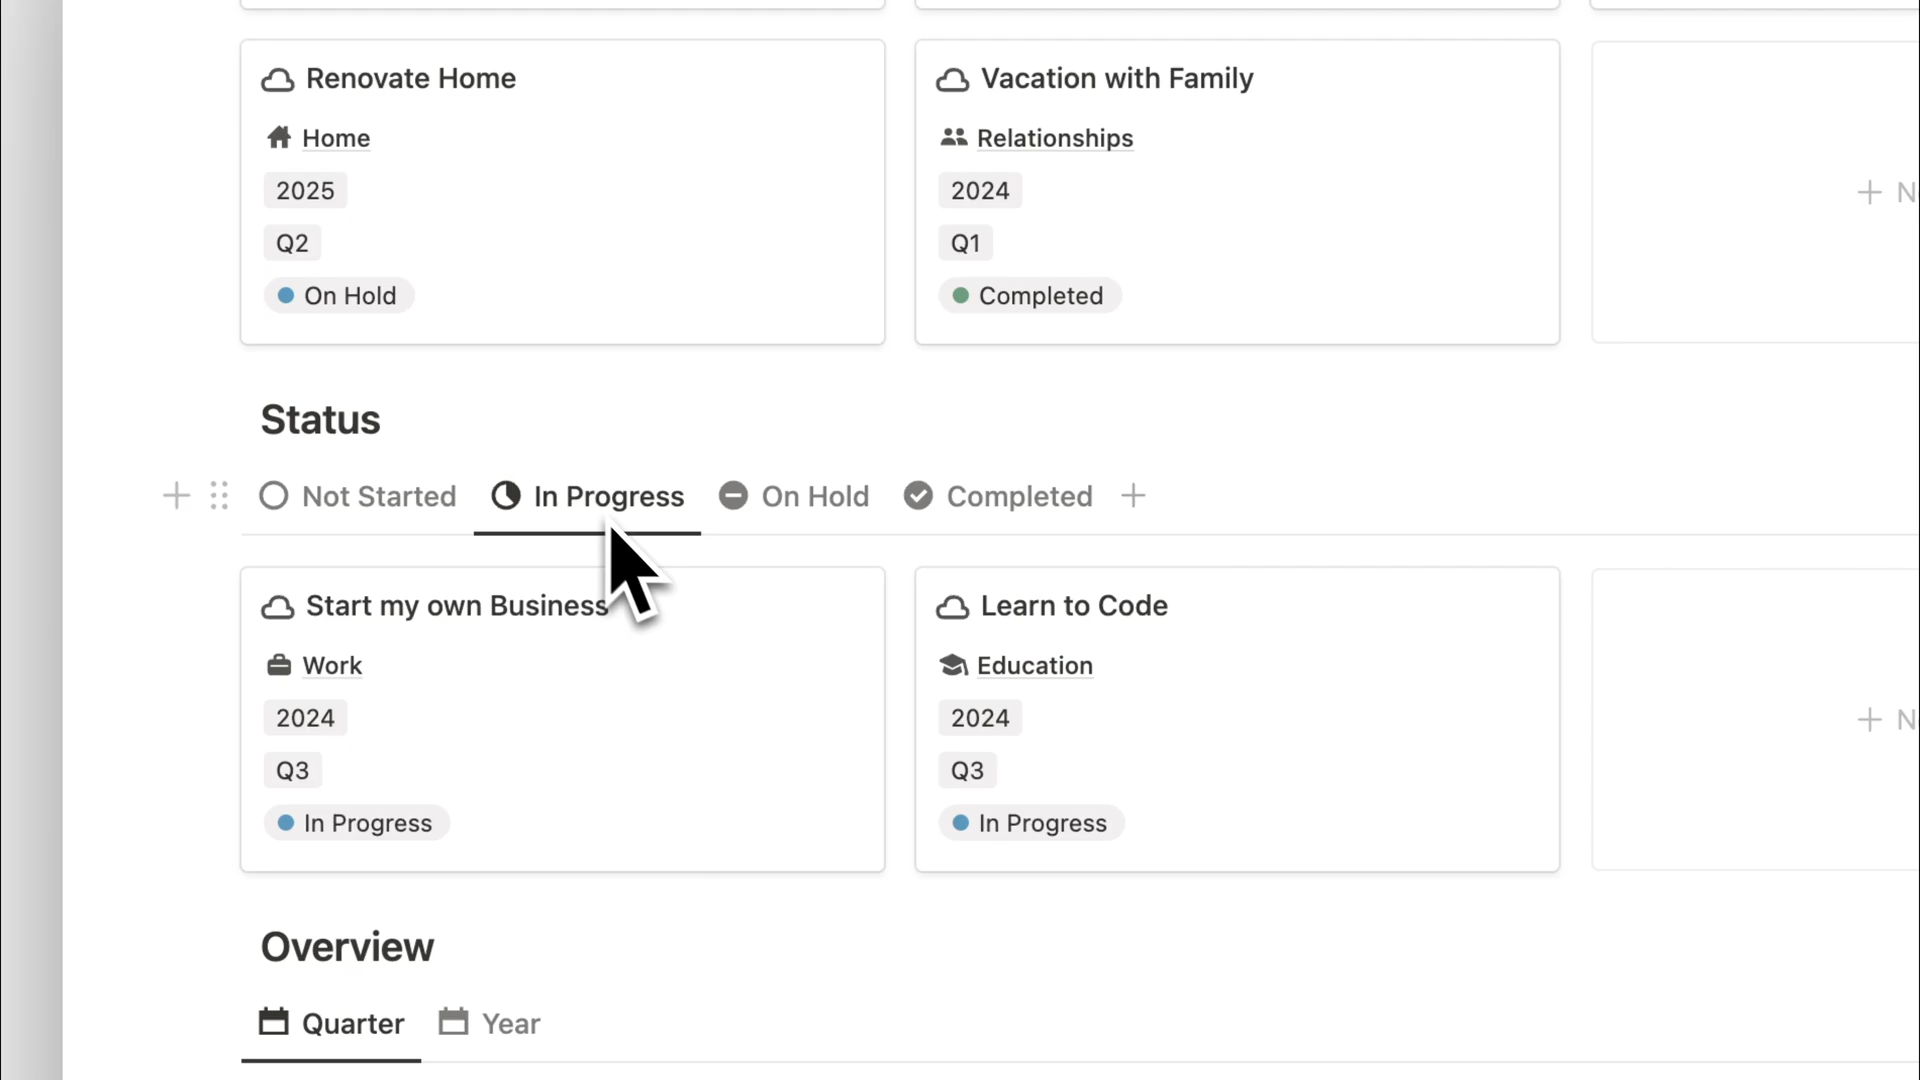 Renovate Home
Home
2025
Q2
On Hold
Vacation with Family
Relationships
2024
Q1
Completed
Status
Not Started In Progress On Hold Completed
Start my own Business
Work
2024
Q3
In Progress
Learn to Code
Education
2024
Q3
In Progress
Overview
Quarter Year